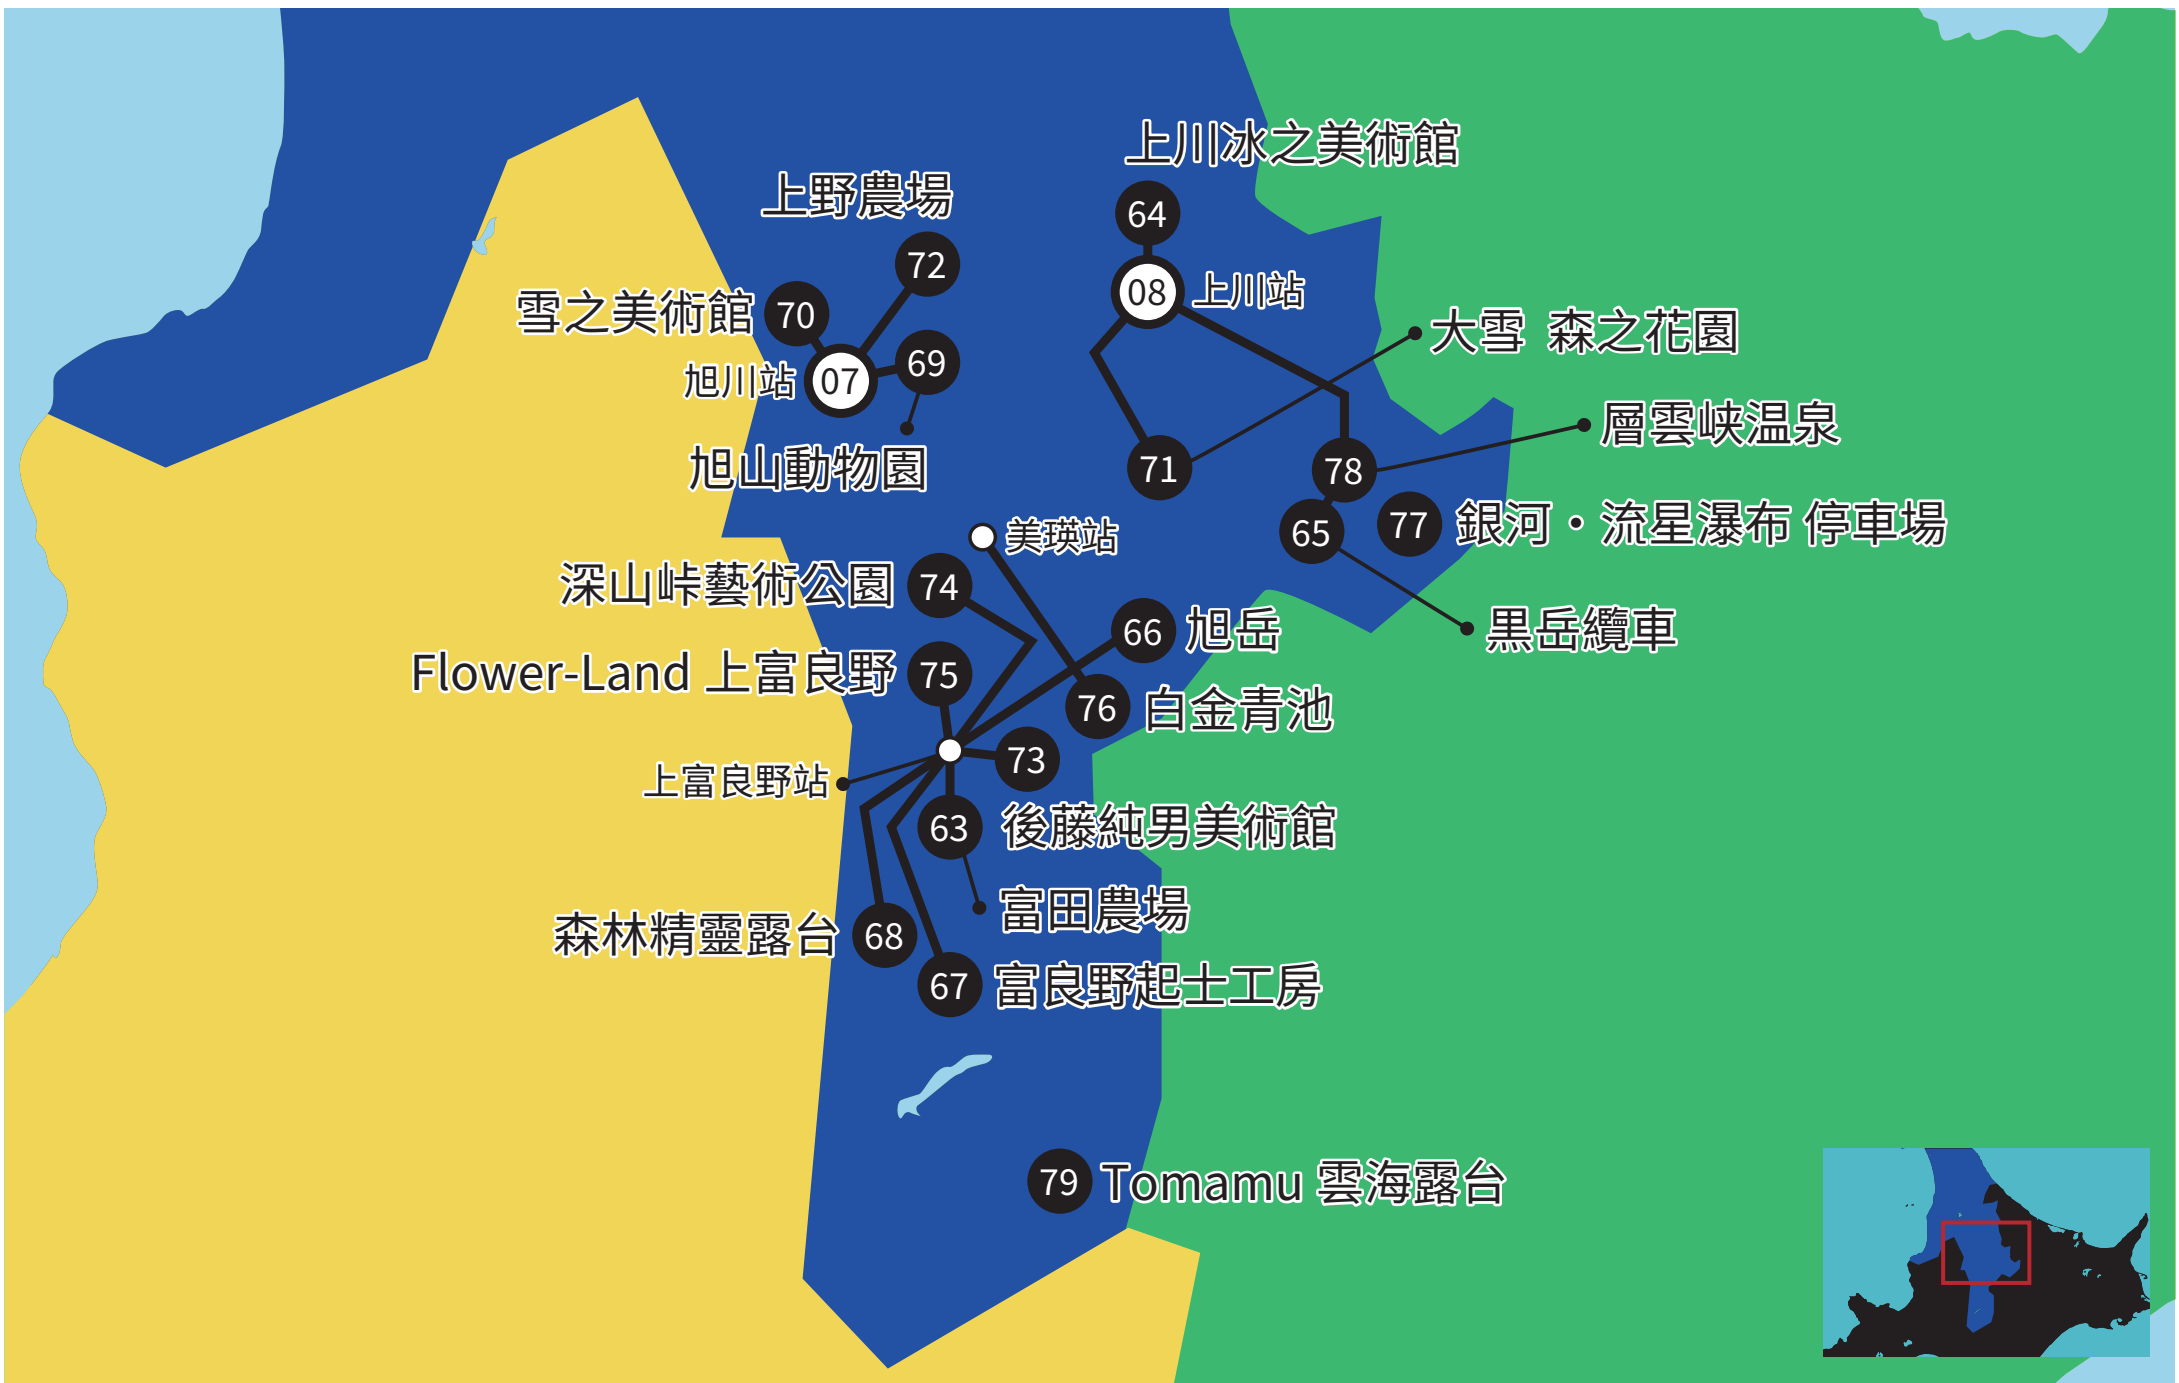 上川冰之美術館
上野農場
64
72
08
上川站
雪之美術館
70
大雪 森之花園
69
旭川站
07
層雲峡温泉
旭山動物園
71
78
65
77
銀河・流星瀑布 停車場
美瑛站
深山峠藝術公園
74
66
旭岳
黒岳纜車
Flower-Land 上富良野
75
76
白金青池
73
上富良野站
63
後藤純男美術館
富田農場
森林精靈露台
68
67
富良野起士工房
79
Tomamu 雲海露台